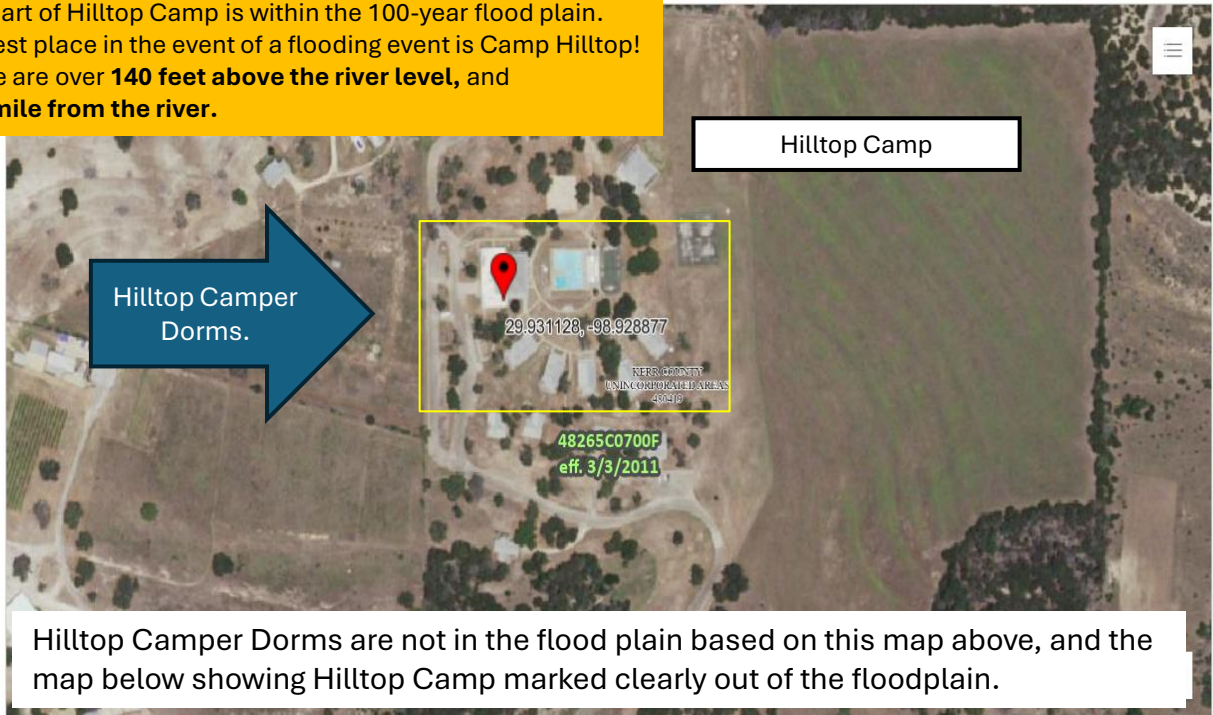 art of Hilltop Camp is within the 100-year flood plain.
est place in the event of a flooding event is Camp Hilltop!
e are over 140 feet above the river level, and
mile from the river.
Hilltop Camp
Hilltop Camper
Dorms.
29.931128, -98.928877
KERR COUNTY
UNINCORPORATED AREAS
480419
48265C0700F
eff. 3/3/2011
Hilltop Camper Dorms are not in the flood plain based on this map above, and the
map below showing Hilltop Camp marked clearly out of the floodplain.